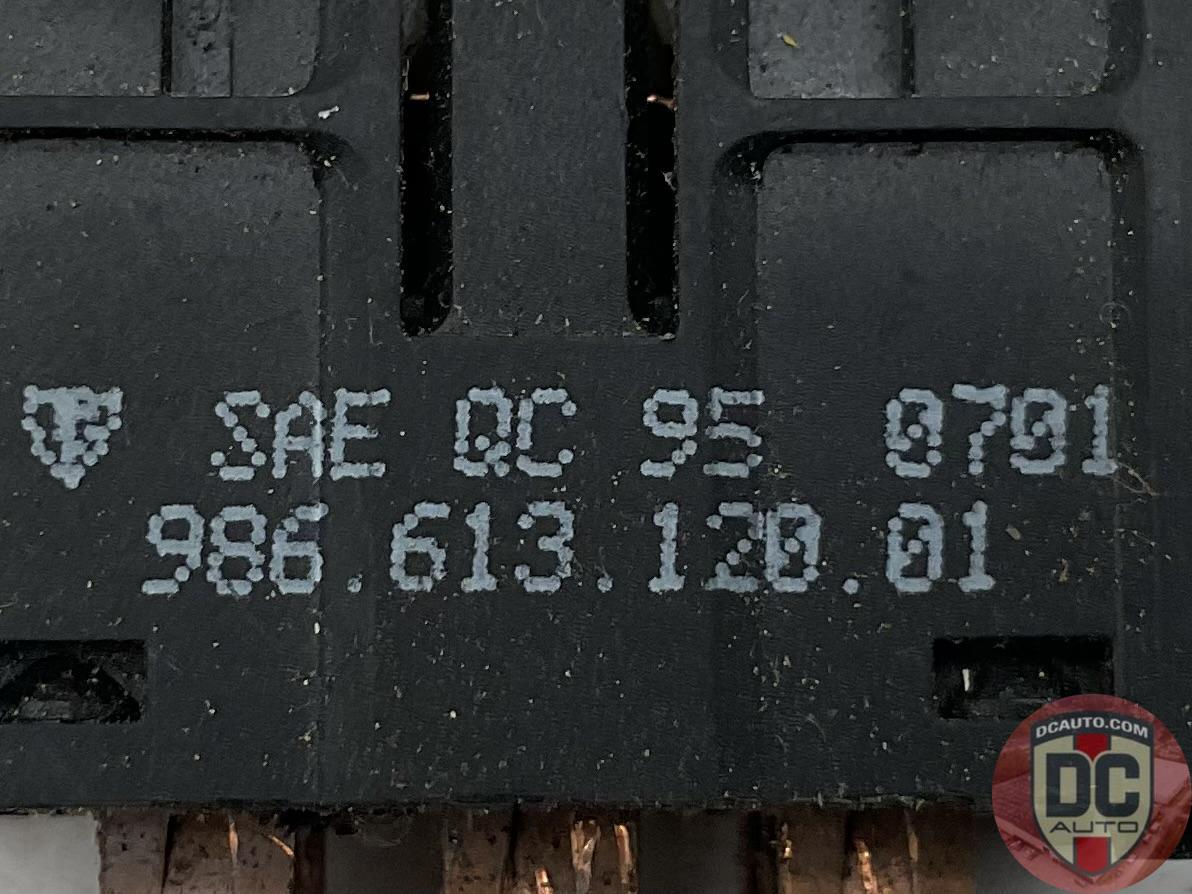 SAE QC 95 0701
986.613.120.01
DCAUTO.COM
DC
AUTO